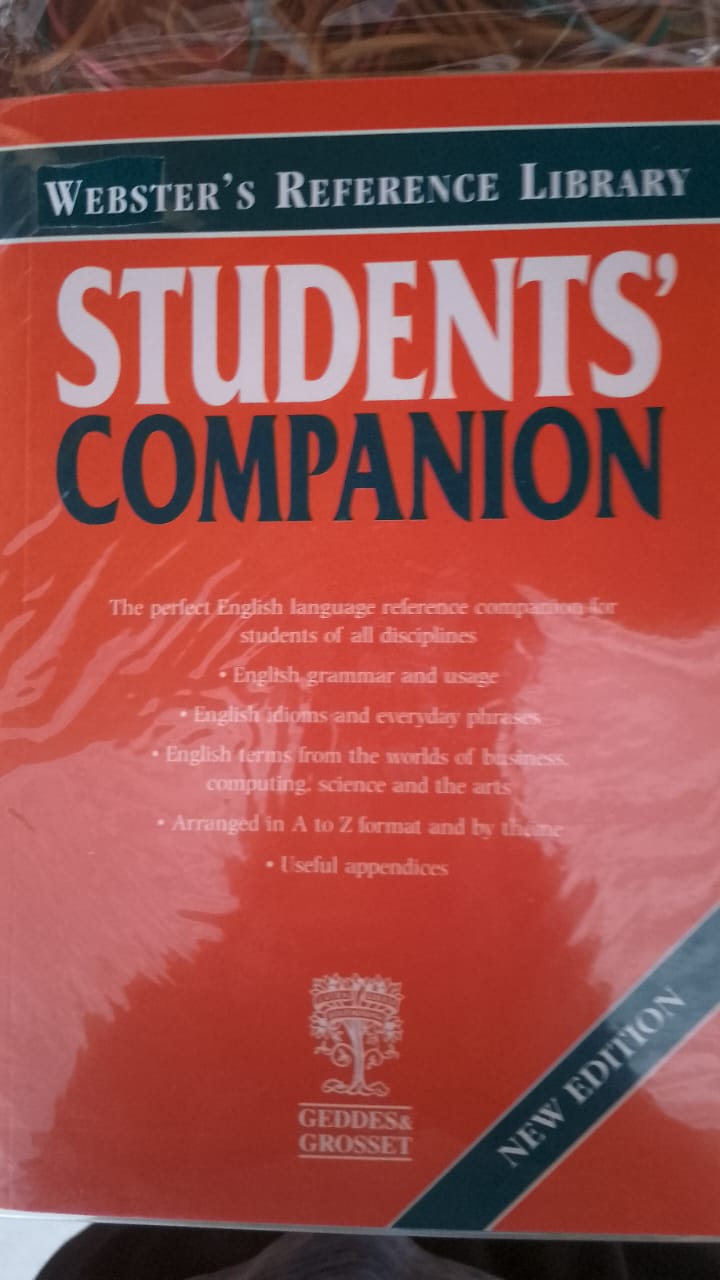 WEBSTER'S REFERENCE LIBRARY
STUDENTS'
COMPANION
The perfect English language reference companion for
students of all disciplines
• English grammar and usage
• English idioms and everyday phrases
• English terms from the worlds of business,
computing, science and the arts
• Arranged in A to Z format and by theme
• Useful appendices
GEDDES&
GROSSET
NEW EDITION